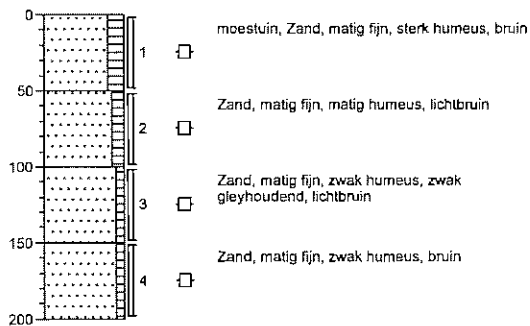 0
moestuin, Zand, matig fijn, sterk humeus, bruin
1
50
Zand, matig fijn, matig humeus, lichtbruin
2
100
Zand, matig fijn, zwak humeus, zwak
gleyhoudend, lichtbruin
3
150
Zand, matig fijn, zwak humeus, bruin
4
200